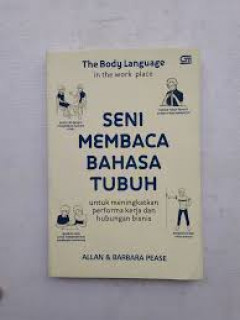 The Body Language
in the work place
SENI
MEMBACA
BAHASA
TUBUH
untuk meningkatkan
performa kerja dan
hubungan bisnis
ALLAN & BARBARA PEASE